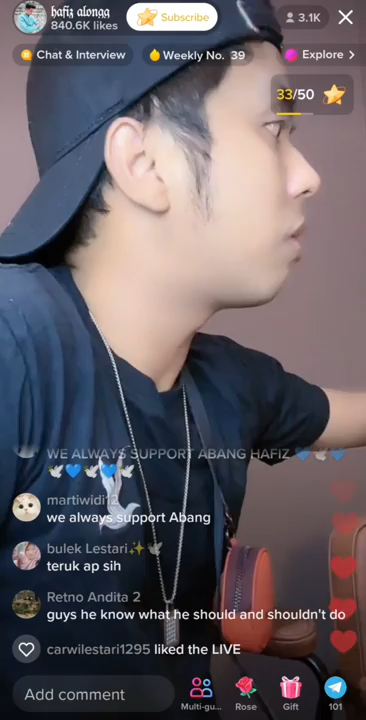 hafiz alongg
840.6K likes
Subscribe
3.1K
Chat & Interview
Weekly No. 39
Explore
33/50
WE ALWAYS SUPPORT ABANG HAFIZ 💙🕊💙
🕊💙🕊💙🕊
martiwidi12
we always support Abang
bulek Lestari✨🕊
teruk ap sih
Retno Andita 2
guys he know what he should and shouldn't do
carwilestari1295 liked the LIVE
Add comment
Multi-gu...
Rose
Gift
101